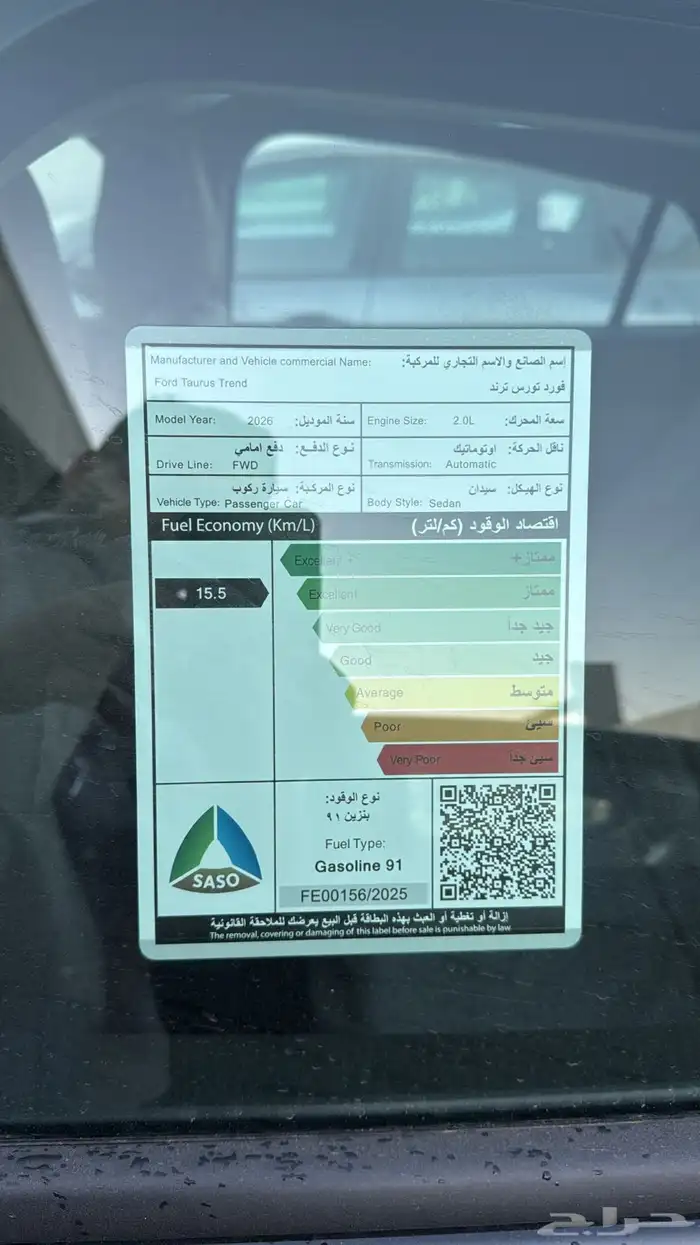 Manufacturer and Vehicle commercial Name: إسم الصانع والاسم التجاري للمركبة:
Ford Taurus Trend فورد تورس ترند
Model Year: 2026 سنة الموديل: Engine Size: 2.0L سعة المحرك:
نوع الدفع: دفع امامي ناقل الحركة: اوتوماتيك
Drive Line: FWD Transmission: Automatic
نوع المركبة: سيارة ركوب نوع الهيكل: سيدان
Vehicle Type: Passenger Car Body Style: Sedan
Fuel Economy (Km/L) اقتصاد الوقود (كم/لتر)
Excellent + ممتاز+
15.5 Excellent ممتاز
Very Good جيد جداً
Good جيد
Average متوسط
Poor سيئ
Very Poor سيئ جداً
نوع الوقود:
بنزين ٩١
Fuel Type:
Gasoline 91
SASO
FE00156/2025
إزالة أو تغطية أو العبث بهذه البطاقة قبل البيع يعرضك للملاحقة القانونية
The removal, covering or damaging of this label before sale is punishable by law
حراج